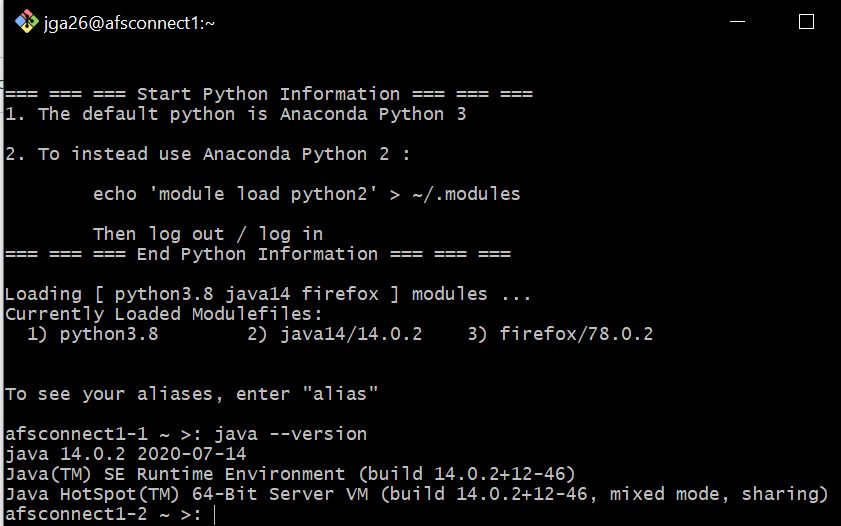 jga26@afsconnect1:~
=== === === Start Python Information === === ===
1. The default python is Anaconda Python 3
2. To instead use Anaconda Python 2 :
echo 'module load python2' > ~/.modules
Then log out / log in
=== === === End Python Information === === ===
Loading [ python3.8 java14 firefox ] modules ...
Currently Loaded Modulefiles:
1) python3.8 2) java14/14.0.2 3) firefox/78.0.2
To see your aliases, enter "alias"
afsconnect1-1 ~ >: java --version
java 14.0.2 2020-07-14
Java(TM) SE Runtime Environment (build 14.0.2+12-46)
Java HotSpot(TM) 64-Bit Server VM (build 14.0.2+12-46, mixed mode, sharing)
afsconnect1-2 ~ >: